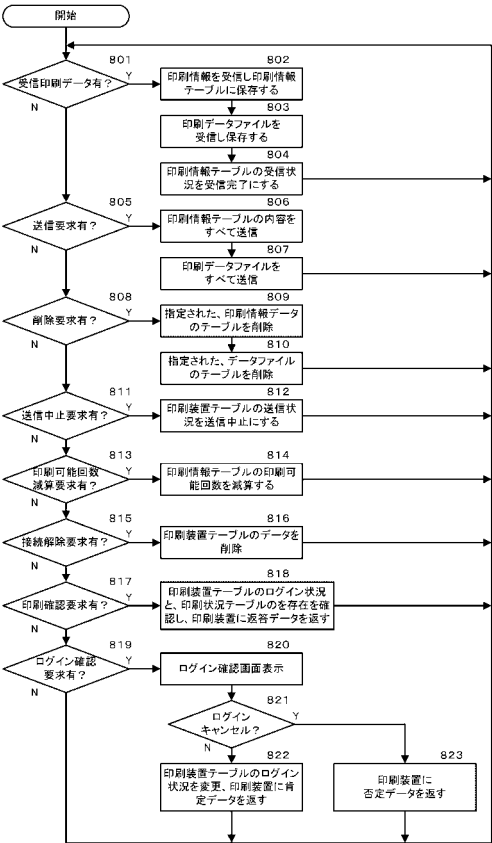 開始
801
受信印刷データ有？
Y
N
802
印刷情報を受信し印刷情報
テーブルに保存する
803
印刷データファイルを
受信し保存する
804
印刷情報テーブルの受信状
況を受信完了にする
805
送信要求有？
Y
N
806
印刷情報テーブルの内容を
すべて送信
807
印刷データファイルを
すべて送信
808
削除要求有？
Y
N
809
指定された、印刷情報データ
のテーブルを削除
810
指定された、データファイル
のテーブルを削除
811
送信中止要求有？
Y
N
812
印刷装置テーブルの送信状
況を送信中止にする
813
印刷可能回数
減算要求有？
Y
N
814
印刷情報テーブルの印刷可
能回数を減算する
815
接続解除要求有？
Y
N
816
印刷装置テーブルのデータを
削除
817
印刷確認要求有？
Y
N
818
印刷装置テーブルのログイン状況
と、印刷状況テーブルのを存在を確
認し、印刷装置に返答データを返す
819
ログイン確認
要求有？
Y
N
820
ログイン確認画面表示
821
ログイン
キャンセル？
Y
N
822
印刷装置テーブルのログイン
状況を変更、印刷装置に肯
定データを返す
823
印刷装置に
否定データを返す